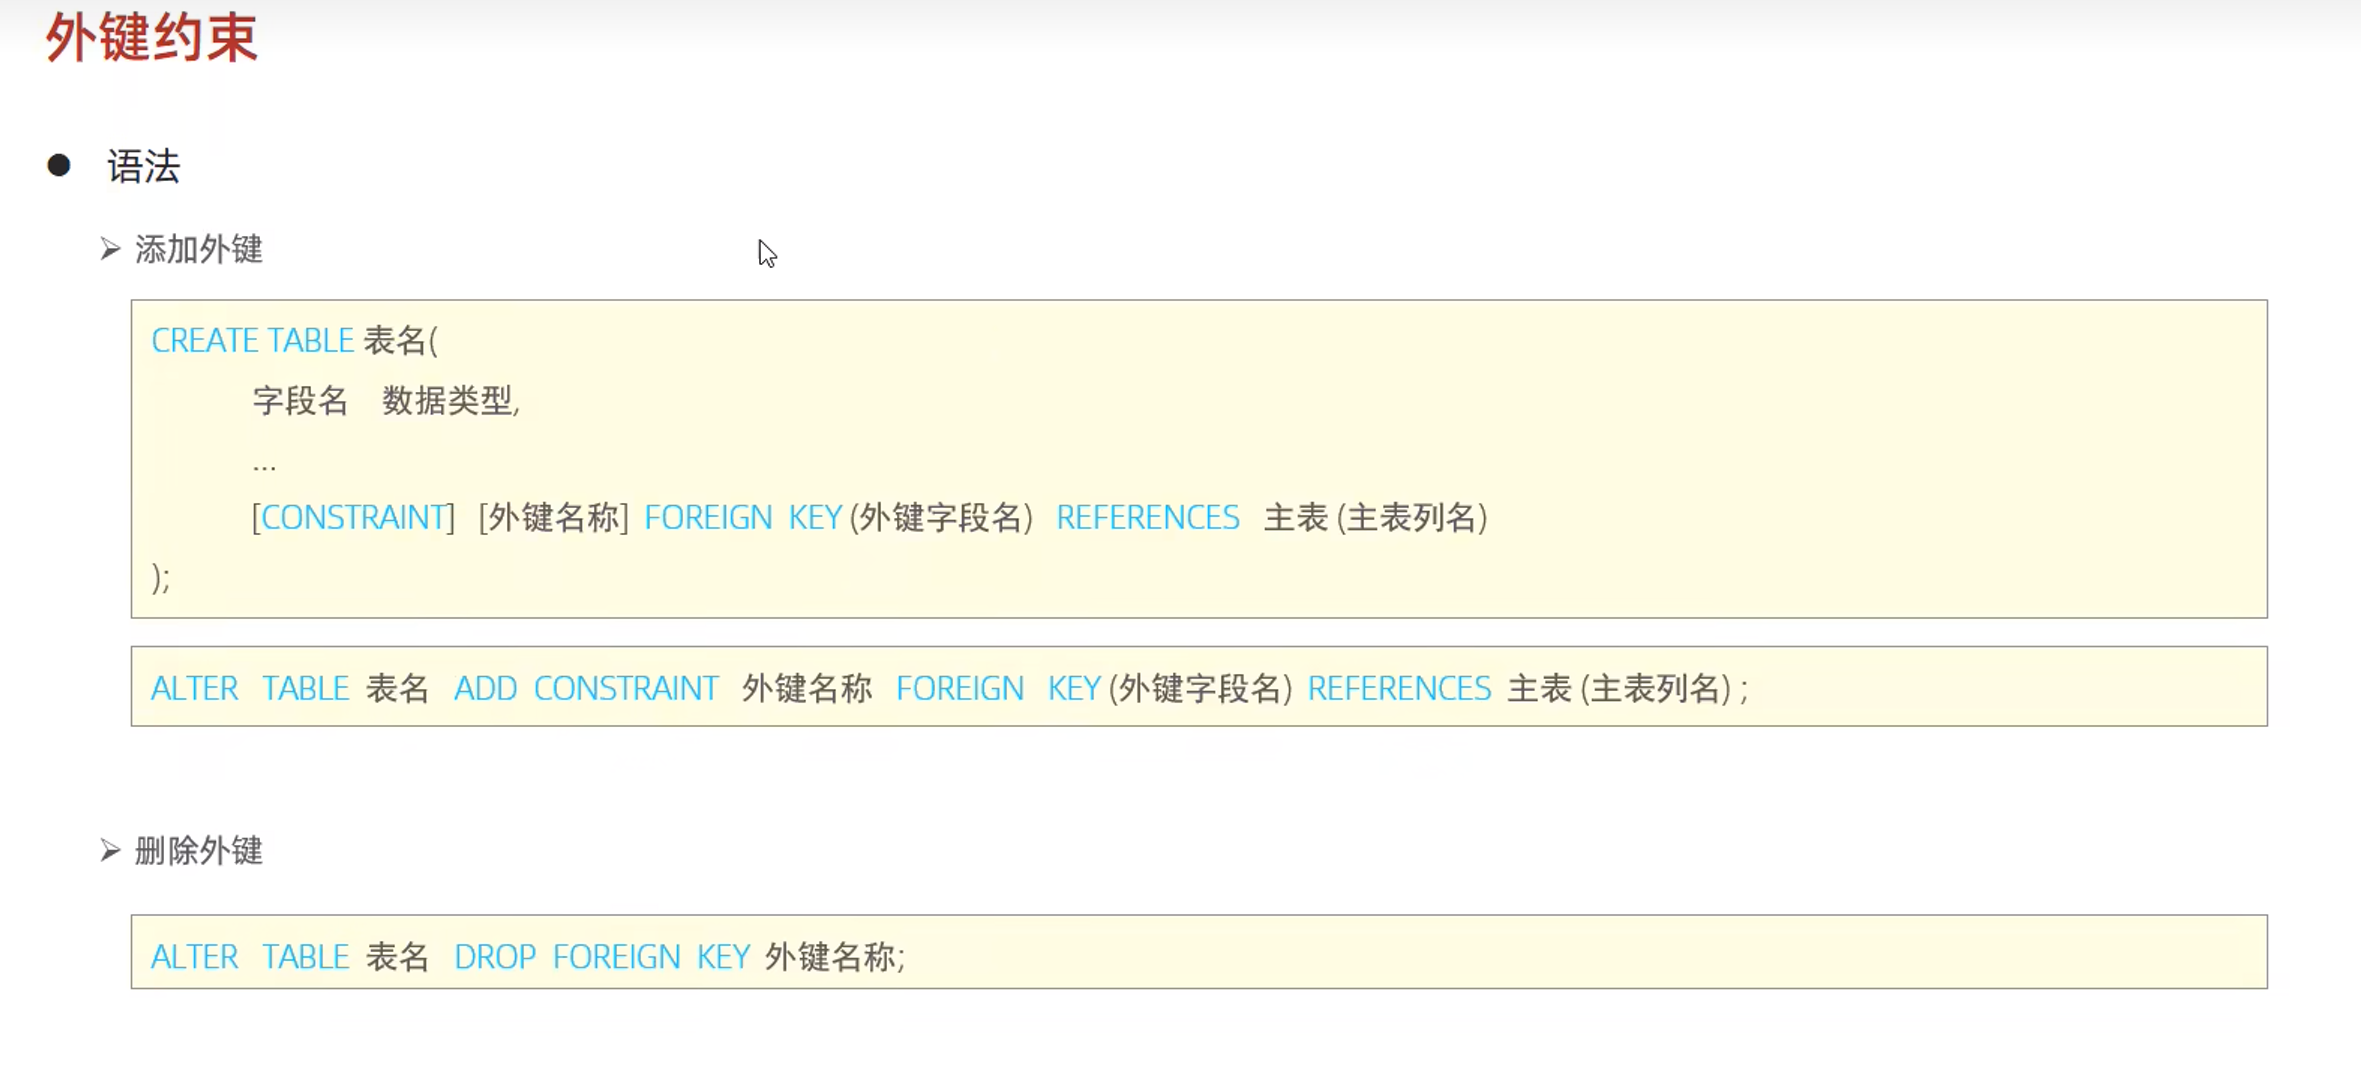 外键约束
● 语法
➢ 添加外键
CREATE TABLE 表名(
字段名 数据类型,
...
[CONSTRAINT] [外键名称] FOREIGN KEY (外键字段名) REFERENCES 主表 (主表列名)
);
ALTER TABLE 表名 ADD CONSTRAINT 外键名称 FOREIGN KEY (外键字段名) REFERENCES 主表 (主表列名) ;
➢ 删除外键
ALTER TABLE 表名 DROP FOREIGN KEY 外键名称;